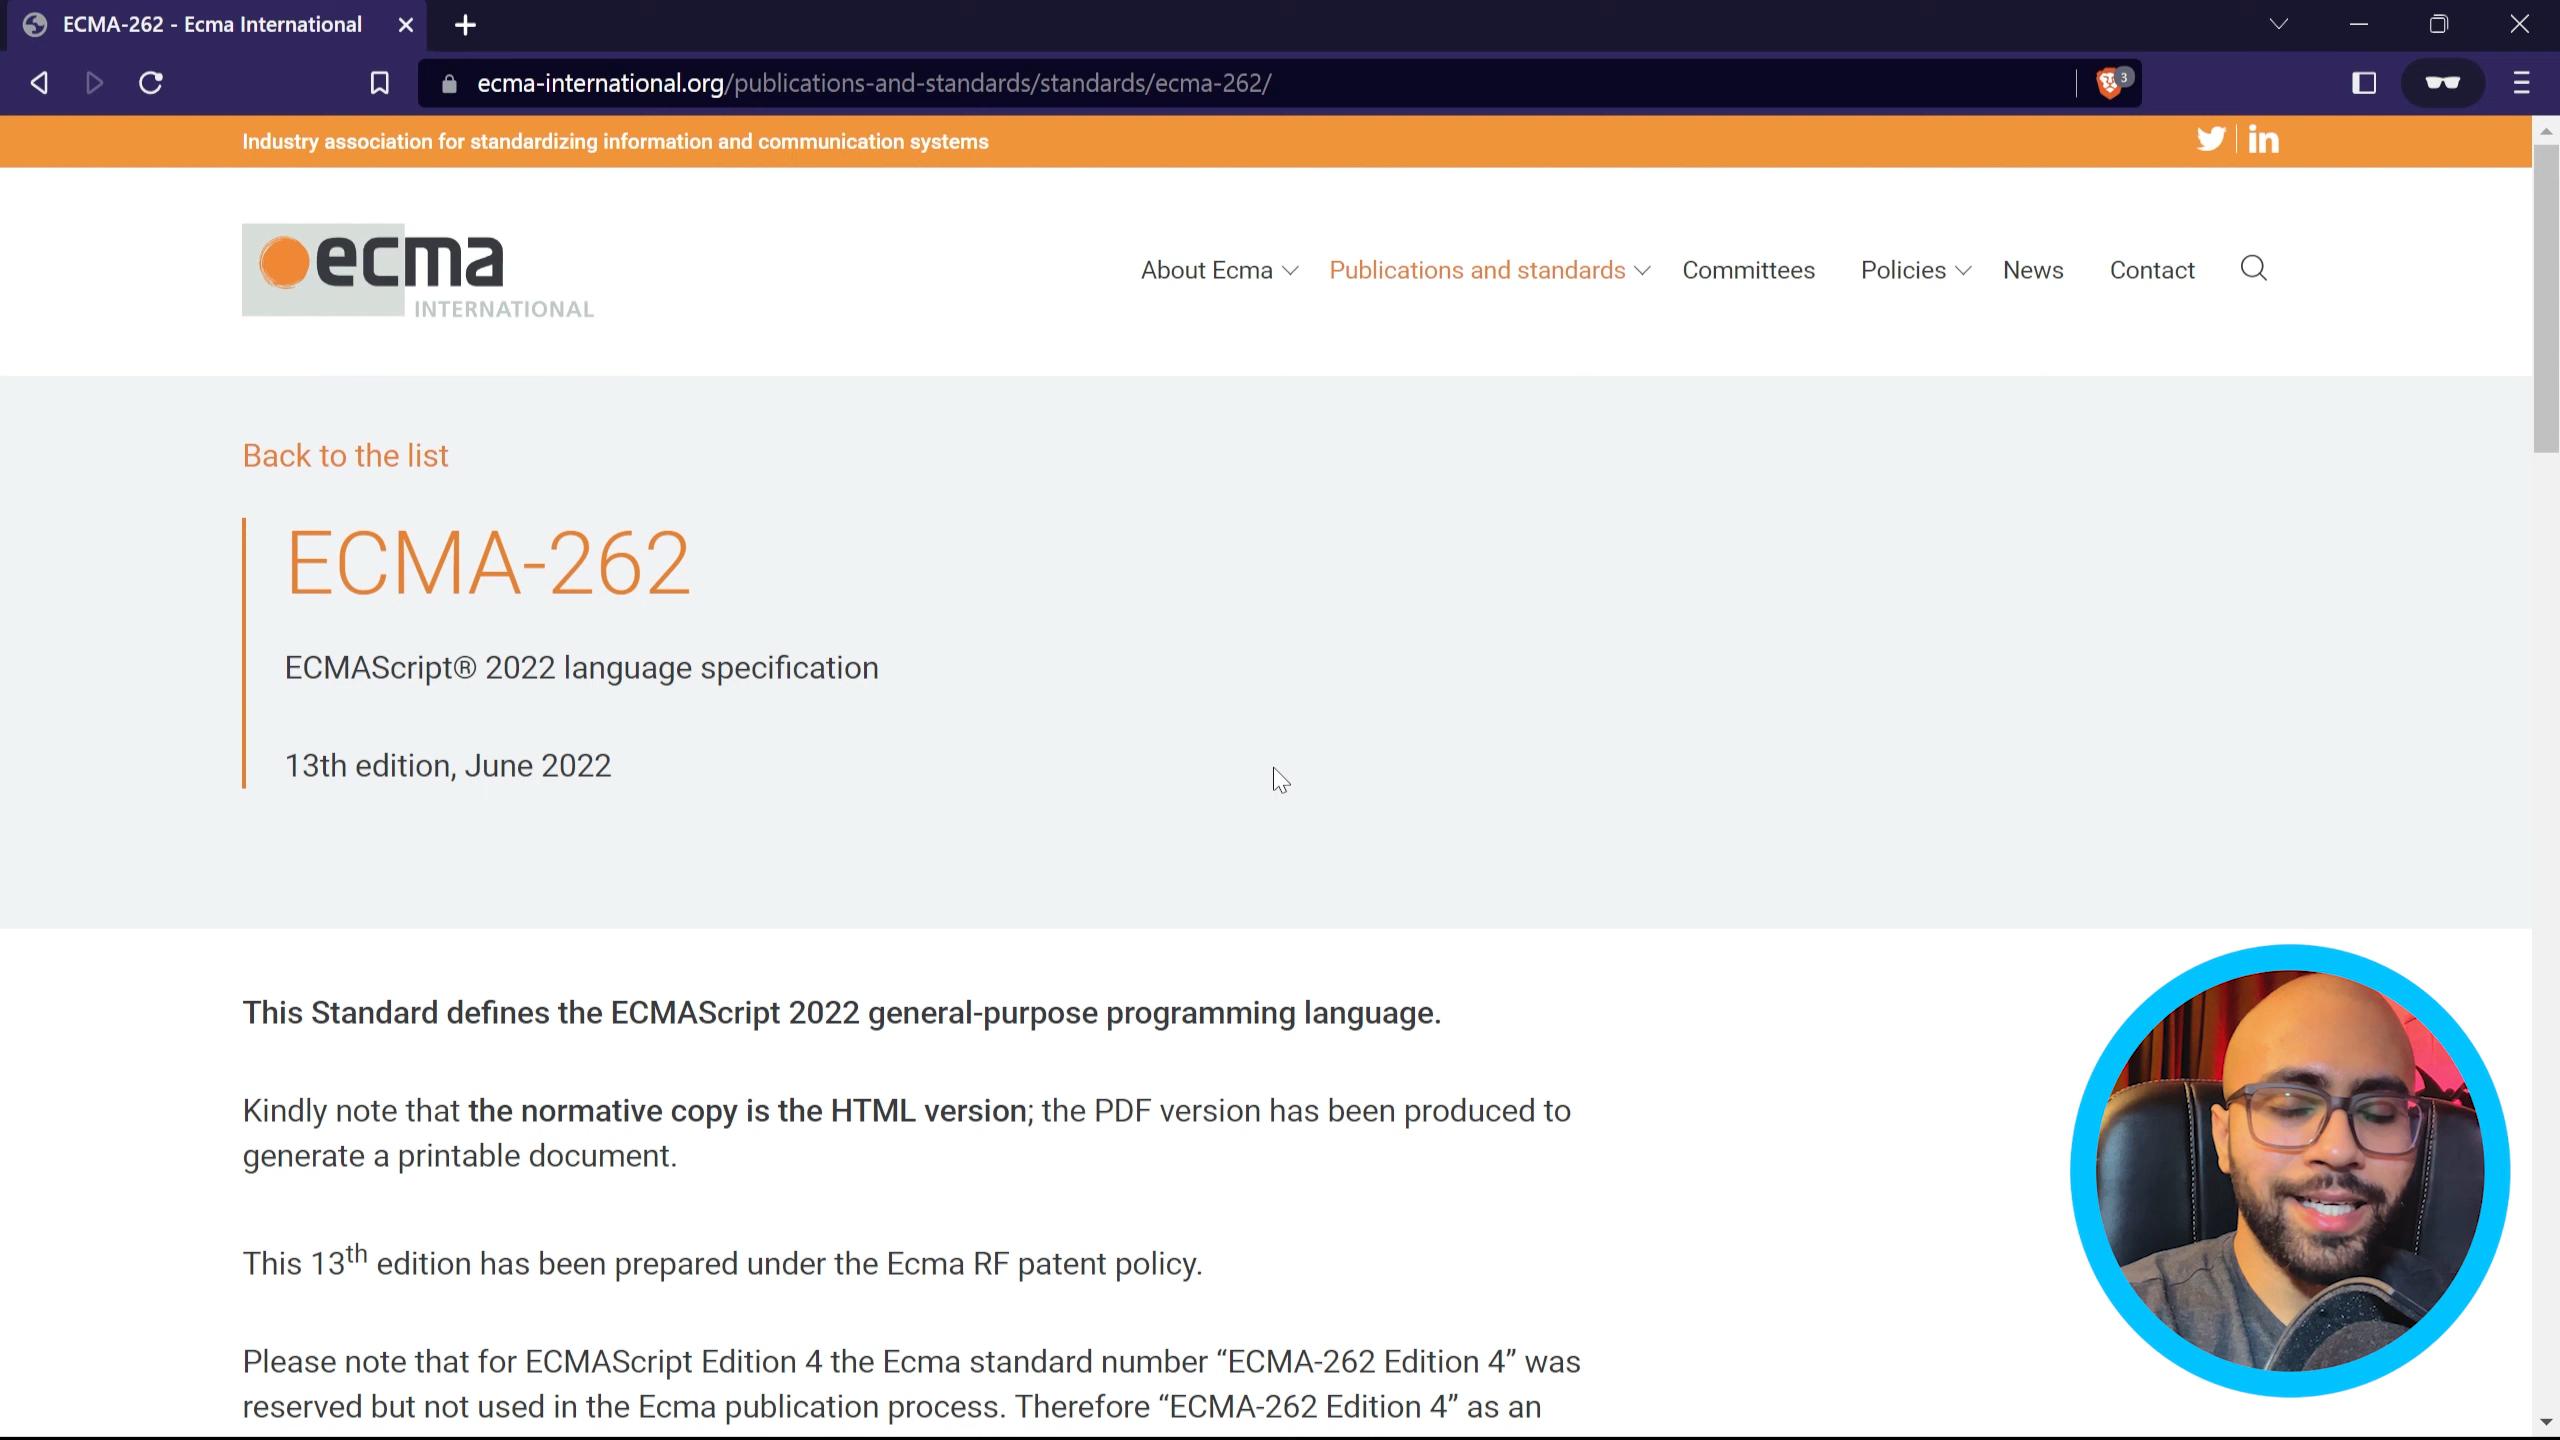 ECMA-262 - Ecma International
ecma-international.org/publications-and-standards/standards/ecma-262/
3
Industry association for standardizing information and communication systems
in
ecma
INTERNATIONAL
About Ecma Publications and standards Committees Policies News Contact
Back to the list
ECMA-262
ECMAScript® 2022 language specification
13th edition, June 2022
This Standard defines the ECMAScript 2022 general-purpose programming language.
Kindly note that the normative copy is the HTML version; the PDF version has been produced to
generate a printable document.
This 13th edition has been prepared under the Ecma RF patent policy.
Please note that for ECMAScript Edition 4 the Ecma standard number “ECMA-262 Edition 4” was
reserved but not used in the Ecma publication process. Therefore “ECMA-262 Edition 4” as an